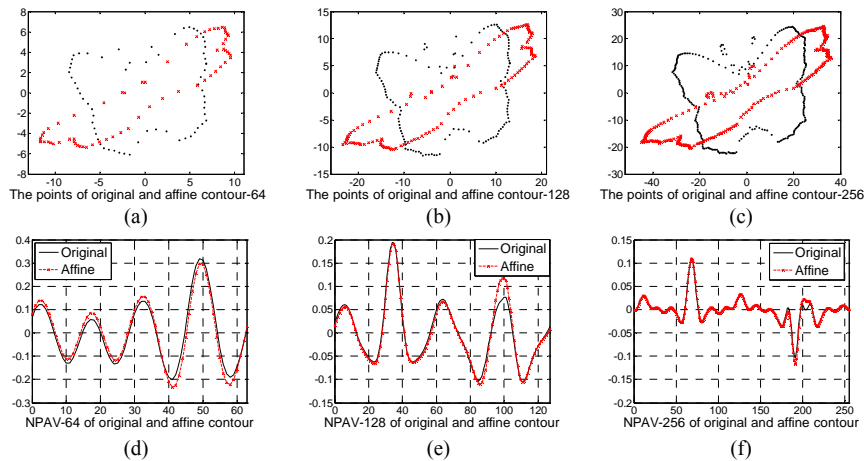 8
6
4
2
0
-2
-4
-6
-8
-10 -5 0 5 10
The points of original and affine contour-64
(a)
15
10
5
0
-5
-10
-15
-20 -10 0 10 20
The points of original and affine contour-128
(b)
30
20
10
0
-10
-20
-30
-40 -20 0 20 40
The points of original and affine contour-256
(c)
0.4
0.3
0.2
0.1
0
-0.1
-0.2
-0.3
Original
Affine
0 10 20 30 40 50 60
NPAV-64 of original and affine contour
(d)
0.2
0.15
0.1
0.05
0
-0.05
-0.1
-0.15
Original
Affine
0 20 40 60 80 100 120
NPAV-128 of original and affine contour
(e)
0.15
0.1
0.05
0
-0.05
-0.1
-0.15
-0.2
Original
Affine
0 50 100 150 200 250
NPAV-256 of original and affine contour
(f)